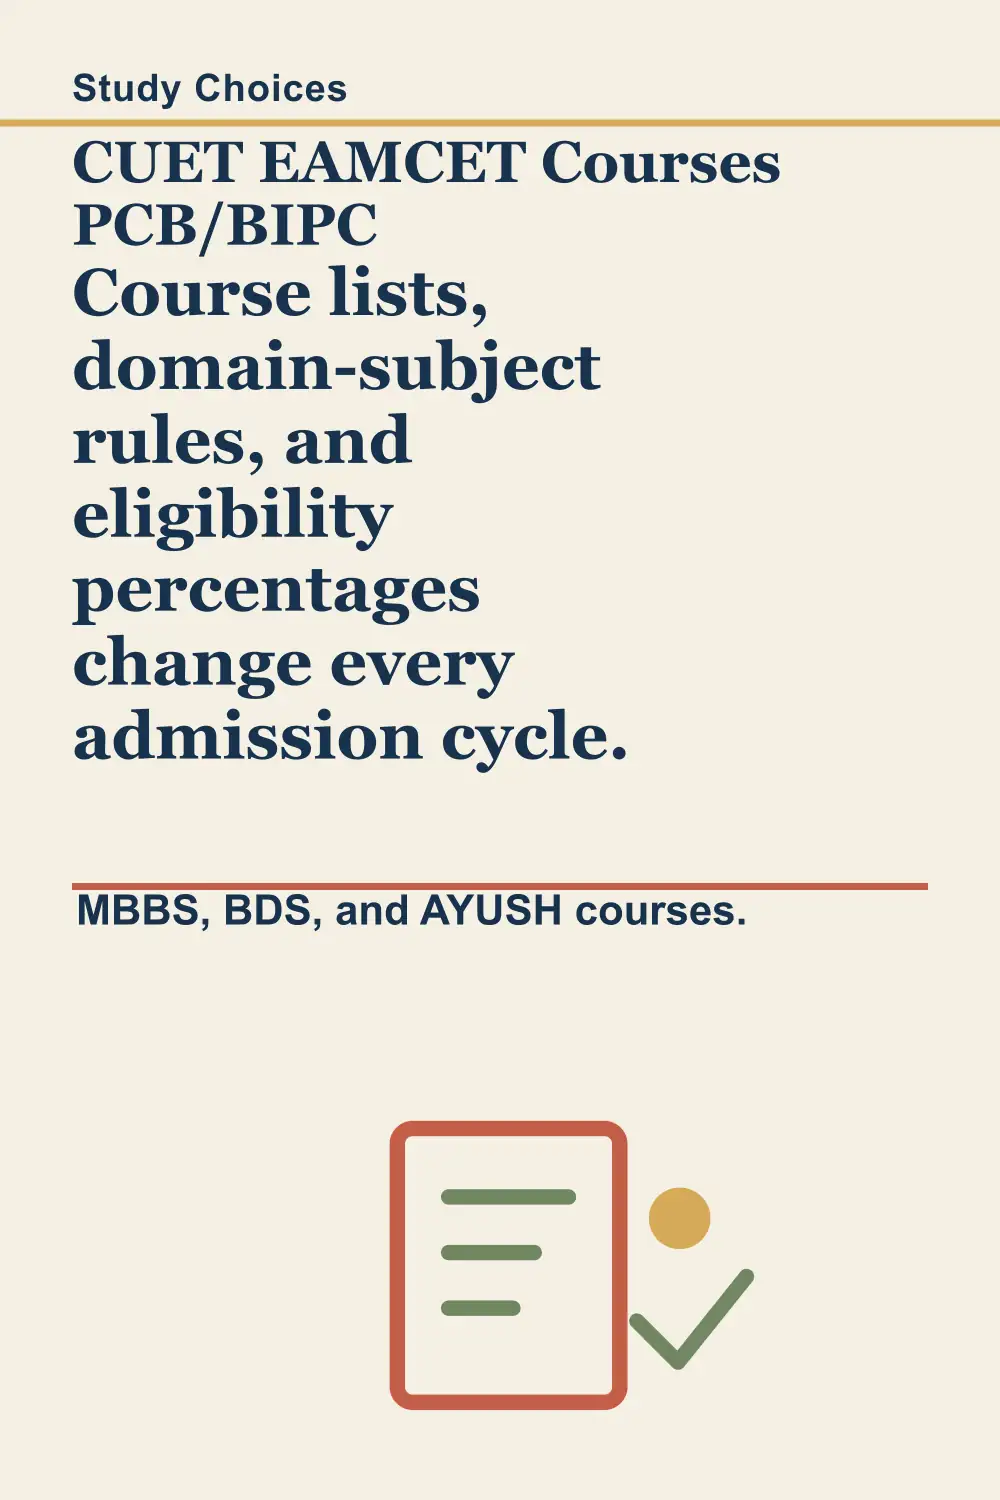 Study Choices
CUET EAMCET Courses
PCB/BIPC
Course lists,
domain-subject
rules, and
eligibility
percentages
change every
admission cycle.
MBBS, BDS, and AYUSH courses.